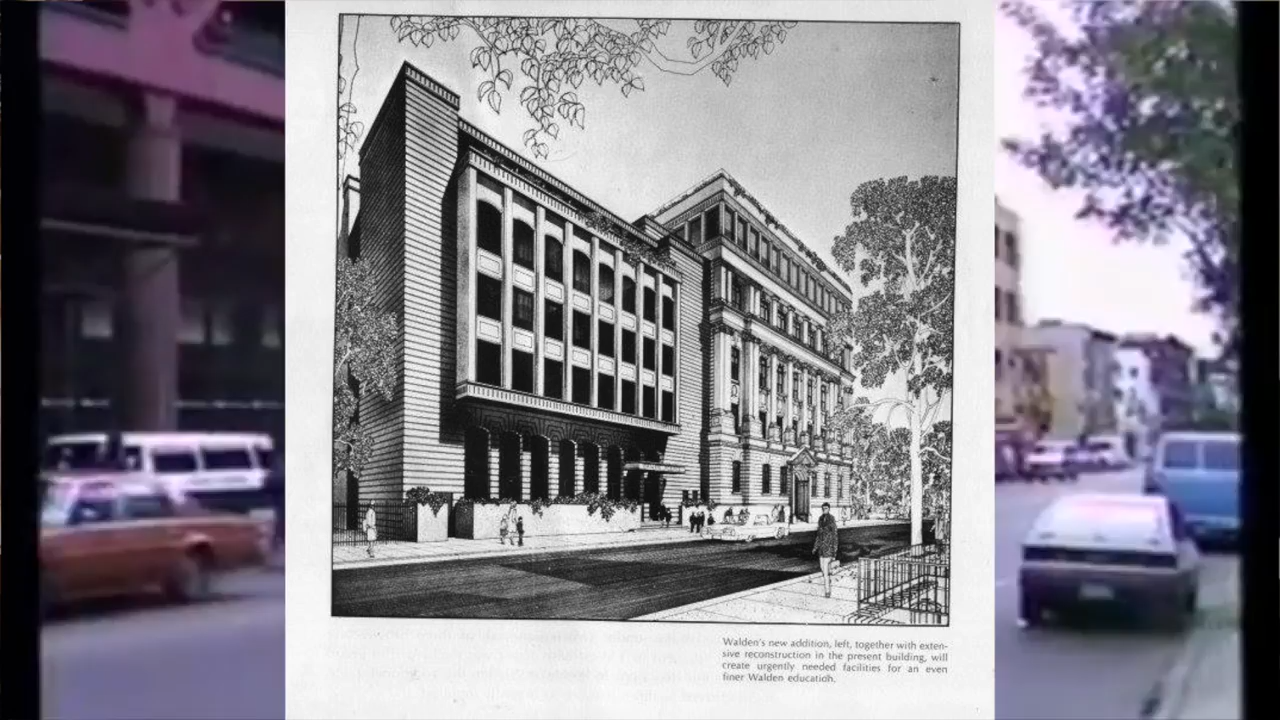 Walden's new addition, left, together with exten-
sive reconstruction in the present building, will
create urgently needed facilities for an even
finer Walden education.